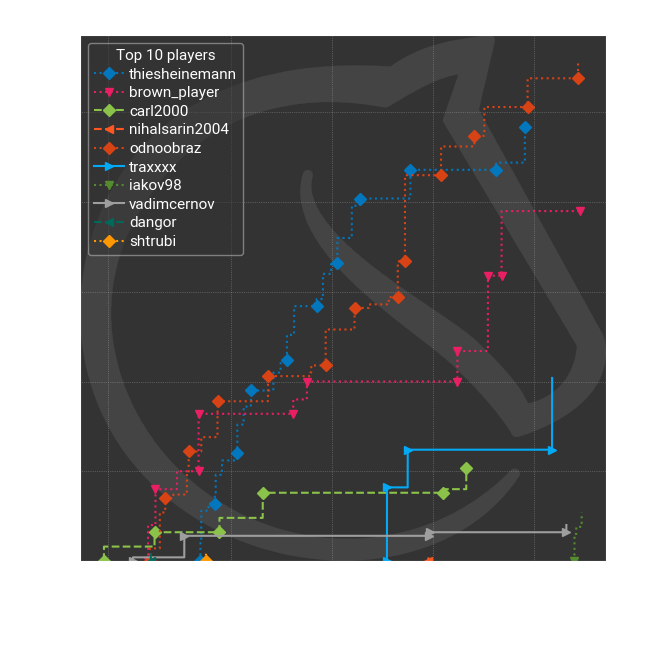 Top 10 players
thiesheinemann
brown_player
carl2000
nihalsarin2004
odnoobraz
traxxxx
iakov98
vadimcernov
dangor
shtrubi